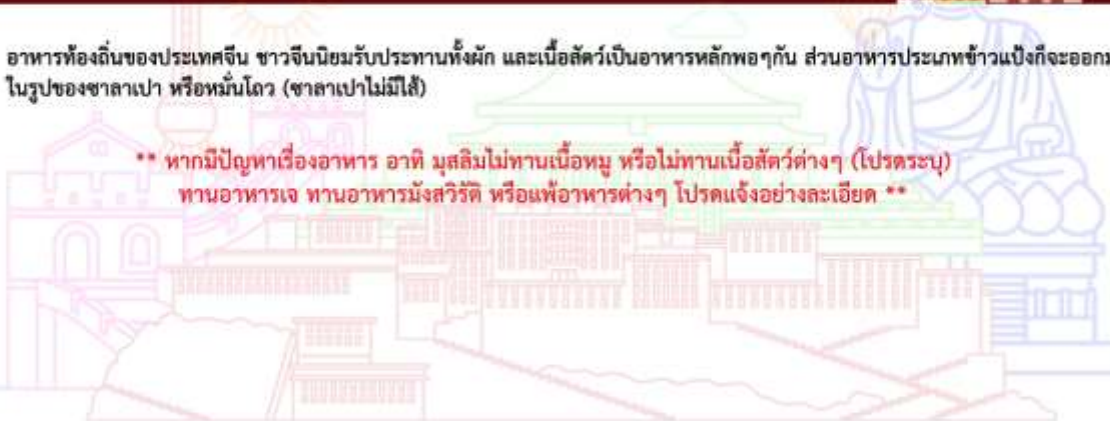 อาหารท้องถิ่นของประเทศจีน ชาวจีนนิยมรับประทานทั้งผัก และเนื้อสัตว์เป็นอาหารหลักพอๆกัน ส่วนอาหารประเภทข้าวแป้งก็จะออกม
ในรูปของซาลาเปา หรือหมั่นโถว (ซาลาเปาไม่มีไส้)
** หากมีปัญหาเรื่องอาหาร อาทิ มุสลิมไม่ทานเนื้อหมู หรือไม่ทานเนื้อสัตว์ต่างๆ (โปรดระบุ)
ทานอาหารเจ ทานอาหารมังสวิรัติ หรือแพ้อาหารต่างๆ โปรดแจ้งอย่างละเอียด **